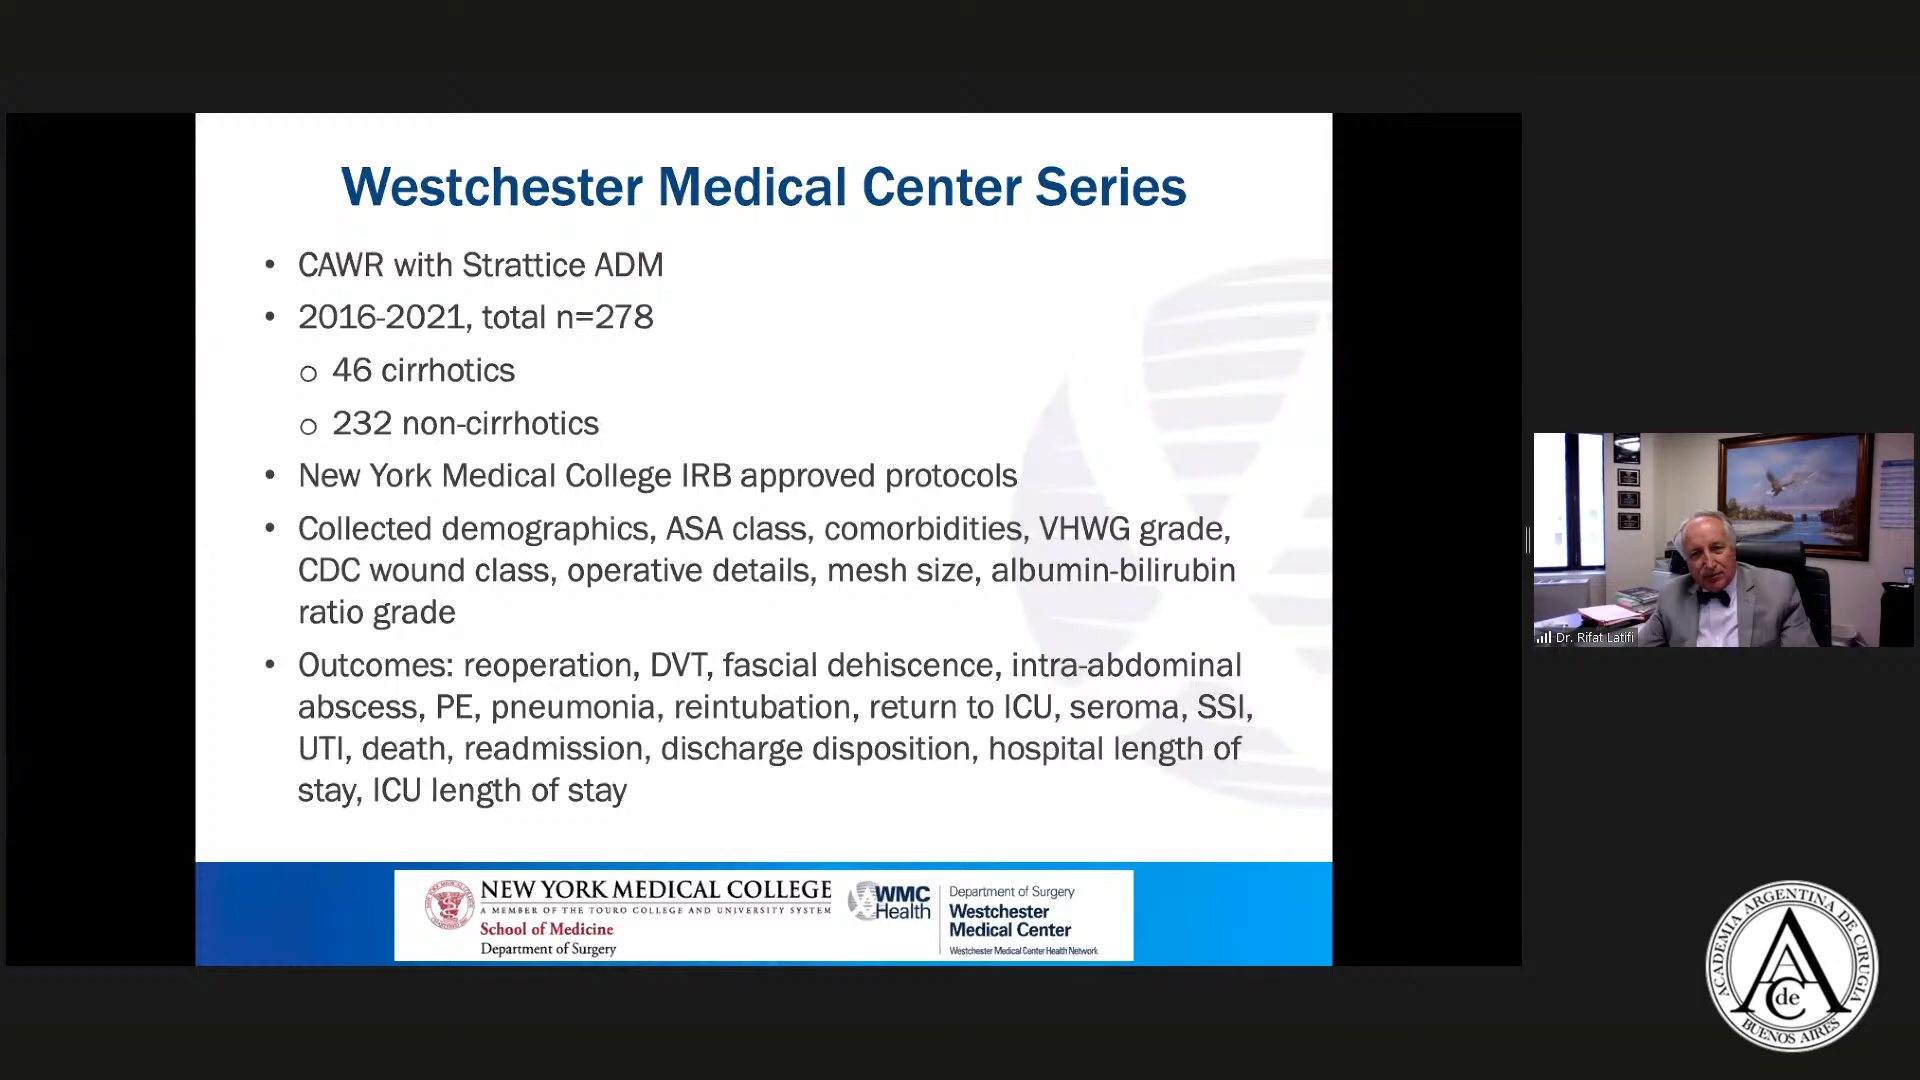 Westchester Medical Center Series
• CAWR with Strattice ADM
• 2016-2021, total n=278
o 46 cirrhotics
o 232 non-cirrhotics
• New York Medical College IRB approved protocols
• Collected demographics, ASA class, comorbidities, VHWG grade,
CDC wound class, operative details, mesh size, albumin-bilirubin
ratio grade
• Outcomes: reoperation, DVT, fascial dehiscence, intra-abdominal
abscess, PE, pneumonia, reintubation, return to ICU, seroma, SSI,
UTI, death, readmission, discharge disposition, hospital length of
stay, ICU length of stay
NEW YORK MEDICAL COLLEGE
A MEMBER OF THE TOURO COLLEGE AND UNIVERSITY SYSTEM
School of Medicine
Department of Surgery
WMC
Health
Department of Surgery
Westchester
Medical Center
Westchester Medical Center Health Network
Dr. Rifat Latifi
ACADEMIA ARGENTINA DE CIRUGIA
A
A
de
C
BUENOS AIRES